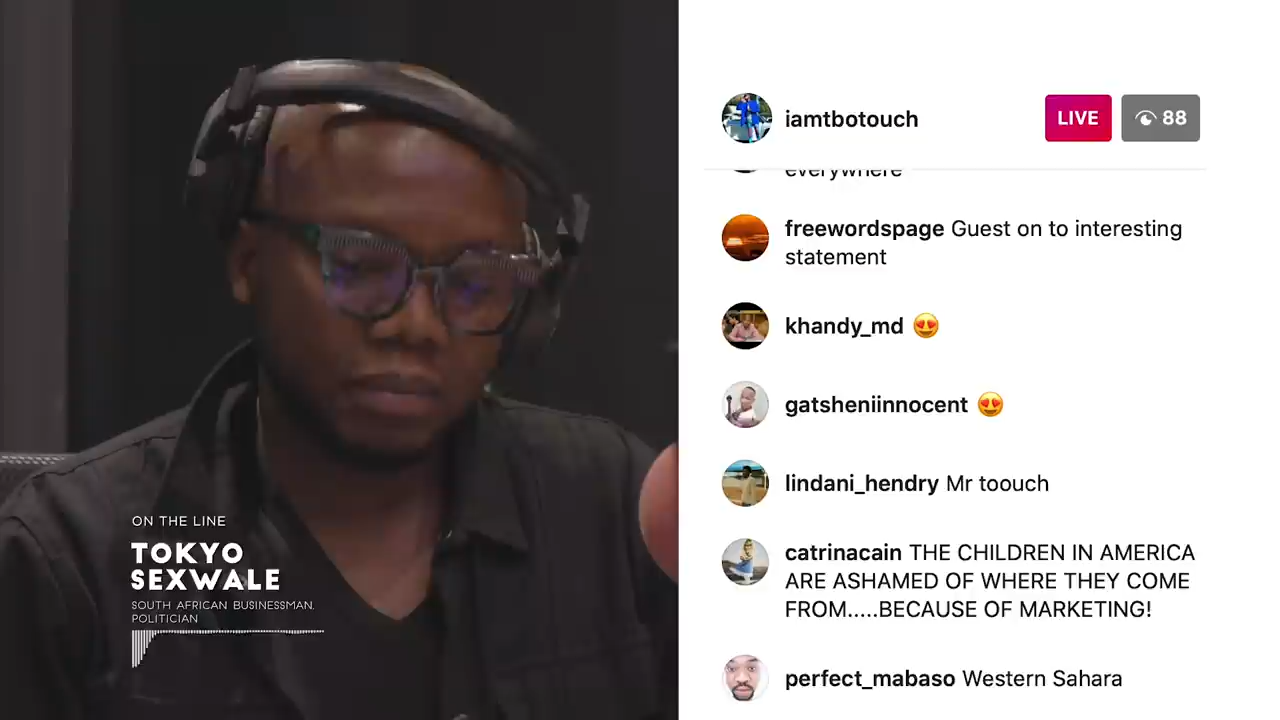 ON THE LINE
TOKYO
SEXWALE
SOUTH AFRICAN BUSINESSMAN.
POLITICIAN
iamtbotouch
LIVE 88
everywhere
freewordspage Guest on to interesting
statement
khandy_md 😍
gatsheniinnocent 😍
lindani_hendry Mr toouch
catrinacain THE CHILDREN IN AMERICA
ARE ASHAMED OF WHERE THEY COME
FROM.....BECAUSE OF MARKETING!
perfect_mabaso Western Sahara